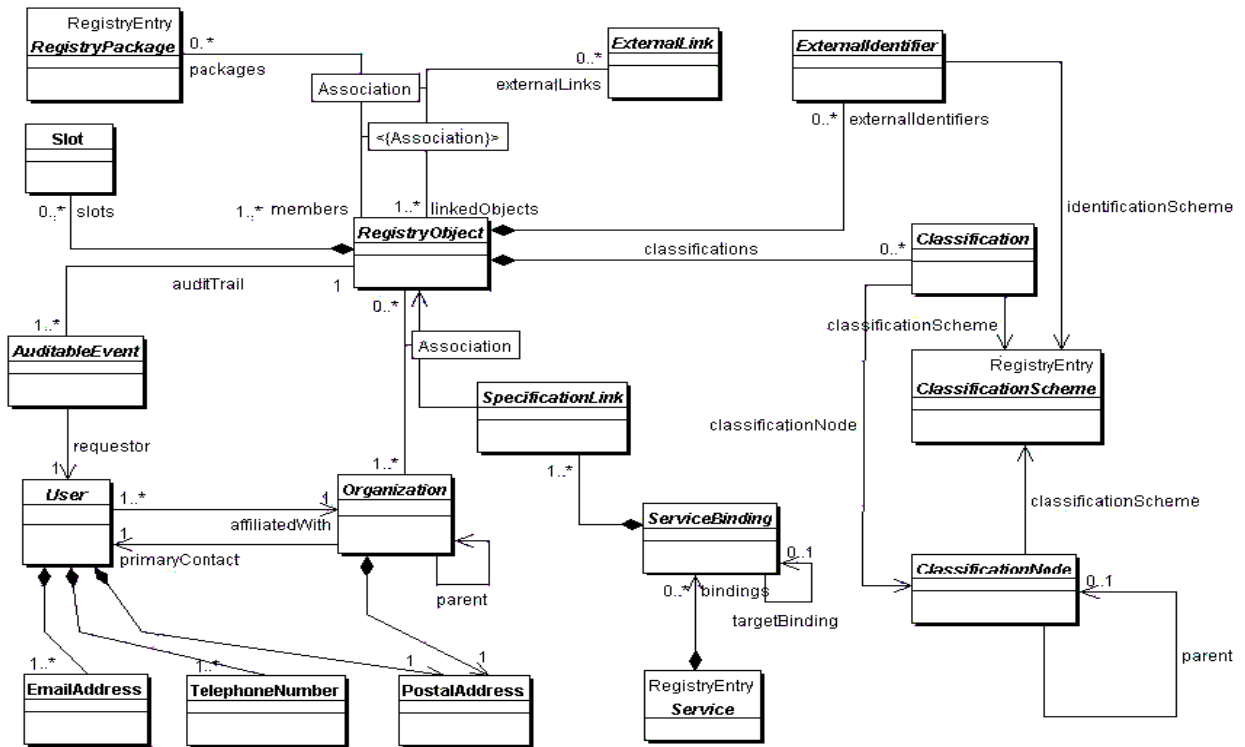 RegistryEntry
RegistryPackage
0..*
packages
ExternalLink
0..*
externalLinks
ExternalIdentifier
0..*
externalIdentifiers
Association
<{Association}>
Slot
0..*
slots
1..*
members
1..*
linkedObjects
identificationScheme
RegistryObject
classifications
0..*
Classification
auditTrail
1
0..*
1..*
classificationScheme
AuditableEvent
Association
RegistryEntry
ClassificationScheme
SpecificationLink
classificationNode
requestor
1
1..*
1..*
User
1..*
1
Organization
affiliatedWith
classificationScheme
ServiceBinding
1
primaryContact
0..1
ClassificationNode
0..1
parent
0..*
bindings
targetBinding
parent
1..*
1..*
1
1
EmailAddress
TelephoneNumber
PostalAddress
RegistryEntry
Service